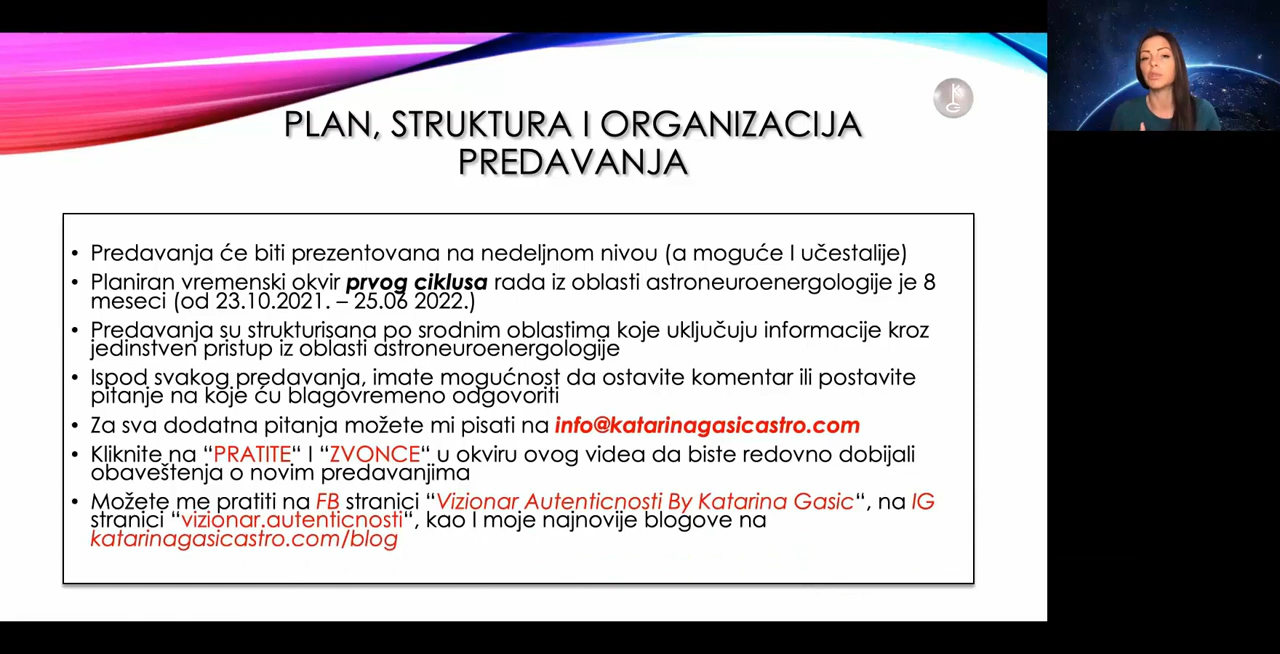 PLAN, STRUKTURA I ORGANIZACIJA
PREDAVANJA
• Predavanja će biti prezentovana na nedeljnom nivou (a moguće I učestalije)
• Planiran vremenski okvir prvog ciklusa rada iz oblasti astroneuroenergologije je 8
meseci (od 23.10.2021. – 25.06 2022.)
• Predavanja su strukturisana po srodnim oblastima koje uključuju informacije kroz
jedinstven pristup iz oblasti astroneuroenergologije
• Ispod svakog predavanja, imate mogućnost da ostavite komentar ili postavite
pitanje na koje ću blagovremeno odgovoriti
• Za sva dodatna pitanja možete mi pisati na info@katarinagasicastro.com
• Kliknite na “PRATITE“ I “ZVONCE“ u okviru ovog videa da biste redovno dobijali
obaveštenja o novim predavanjima
• Možete me pratiti na FB stranici “Vizionar Autenticnosti By Katarina Gasic“, na IG
stranici “vizionar.autenticnosti“, kao I moje najnovije blogove na
katarinagasicastro.com/blog